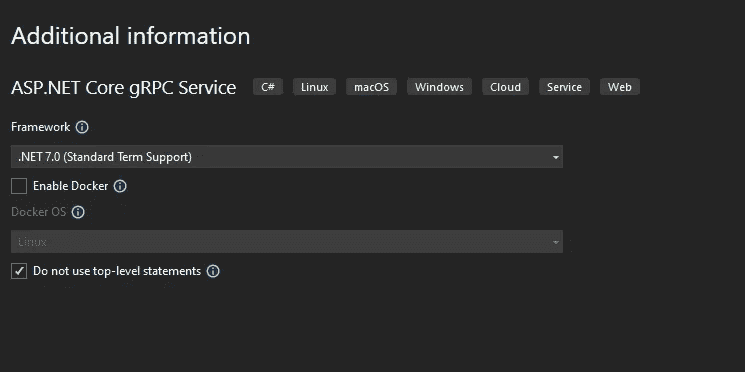 Additional information
ASP.NET Core gRPC Service C# Linux macOS Windows Cloud Service Web
Framework
.NET 7.0 (Standard Term Support)
Enable Docker
Docker OS
Linux
Do not use top-level statements